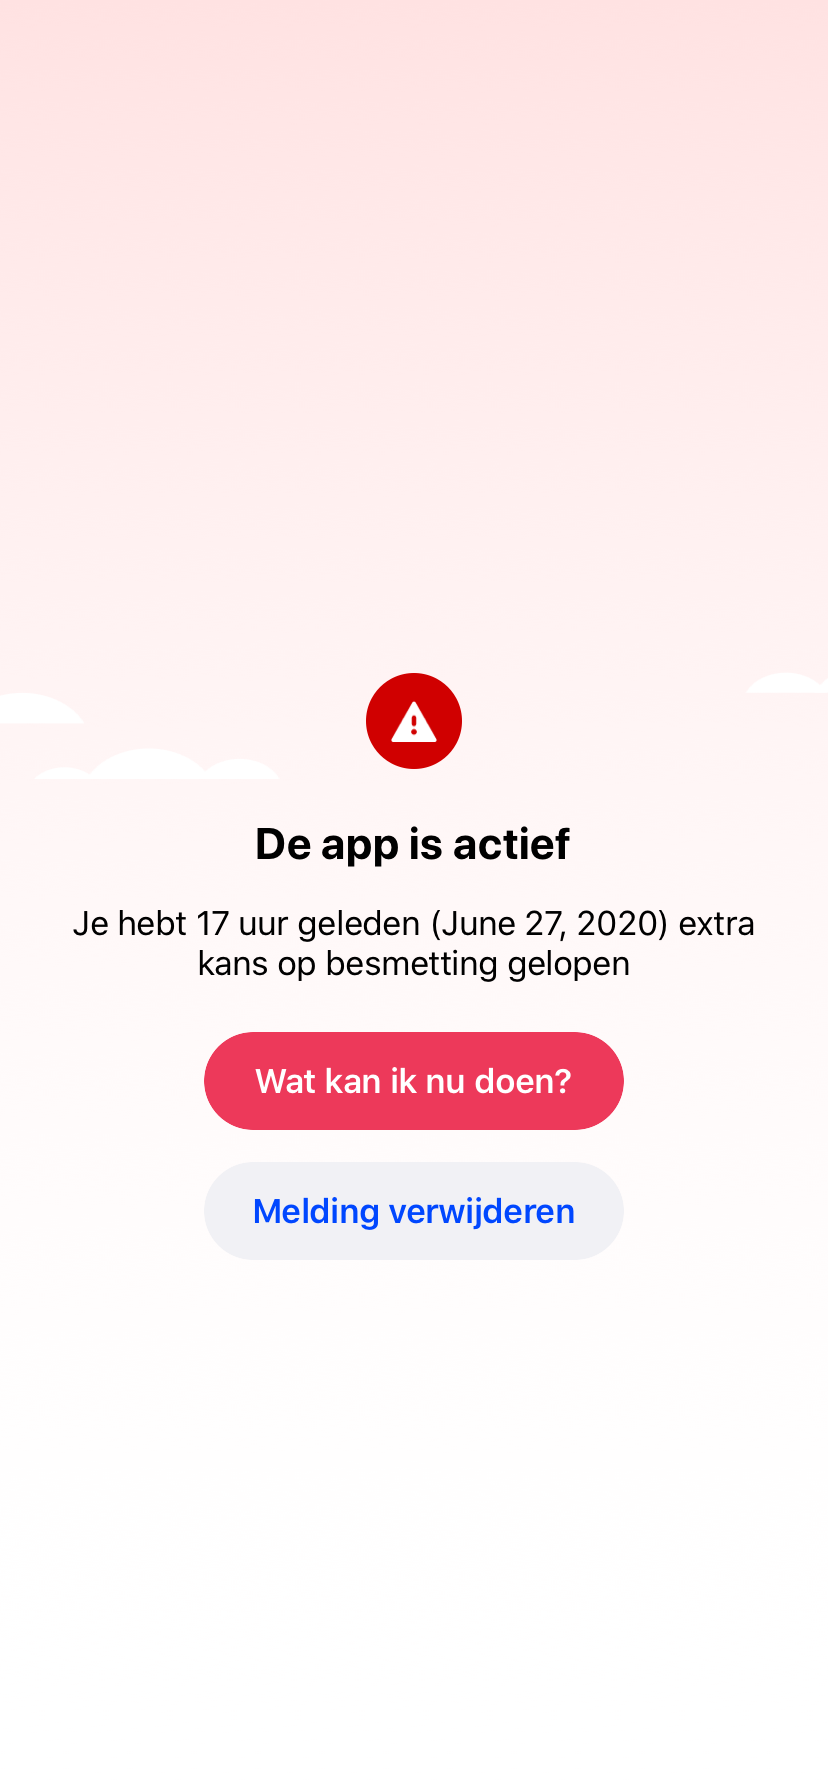 De app is actief
Je hebt 17 uur geleden (June 27, 2020) extra
kans op besmetting gelopen
Wat kan ik nu doen?
Melding verwijderen